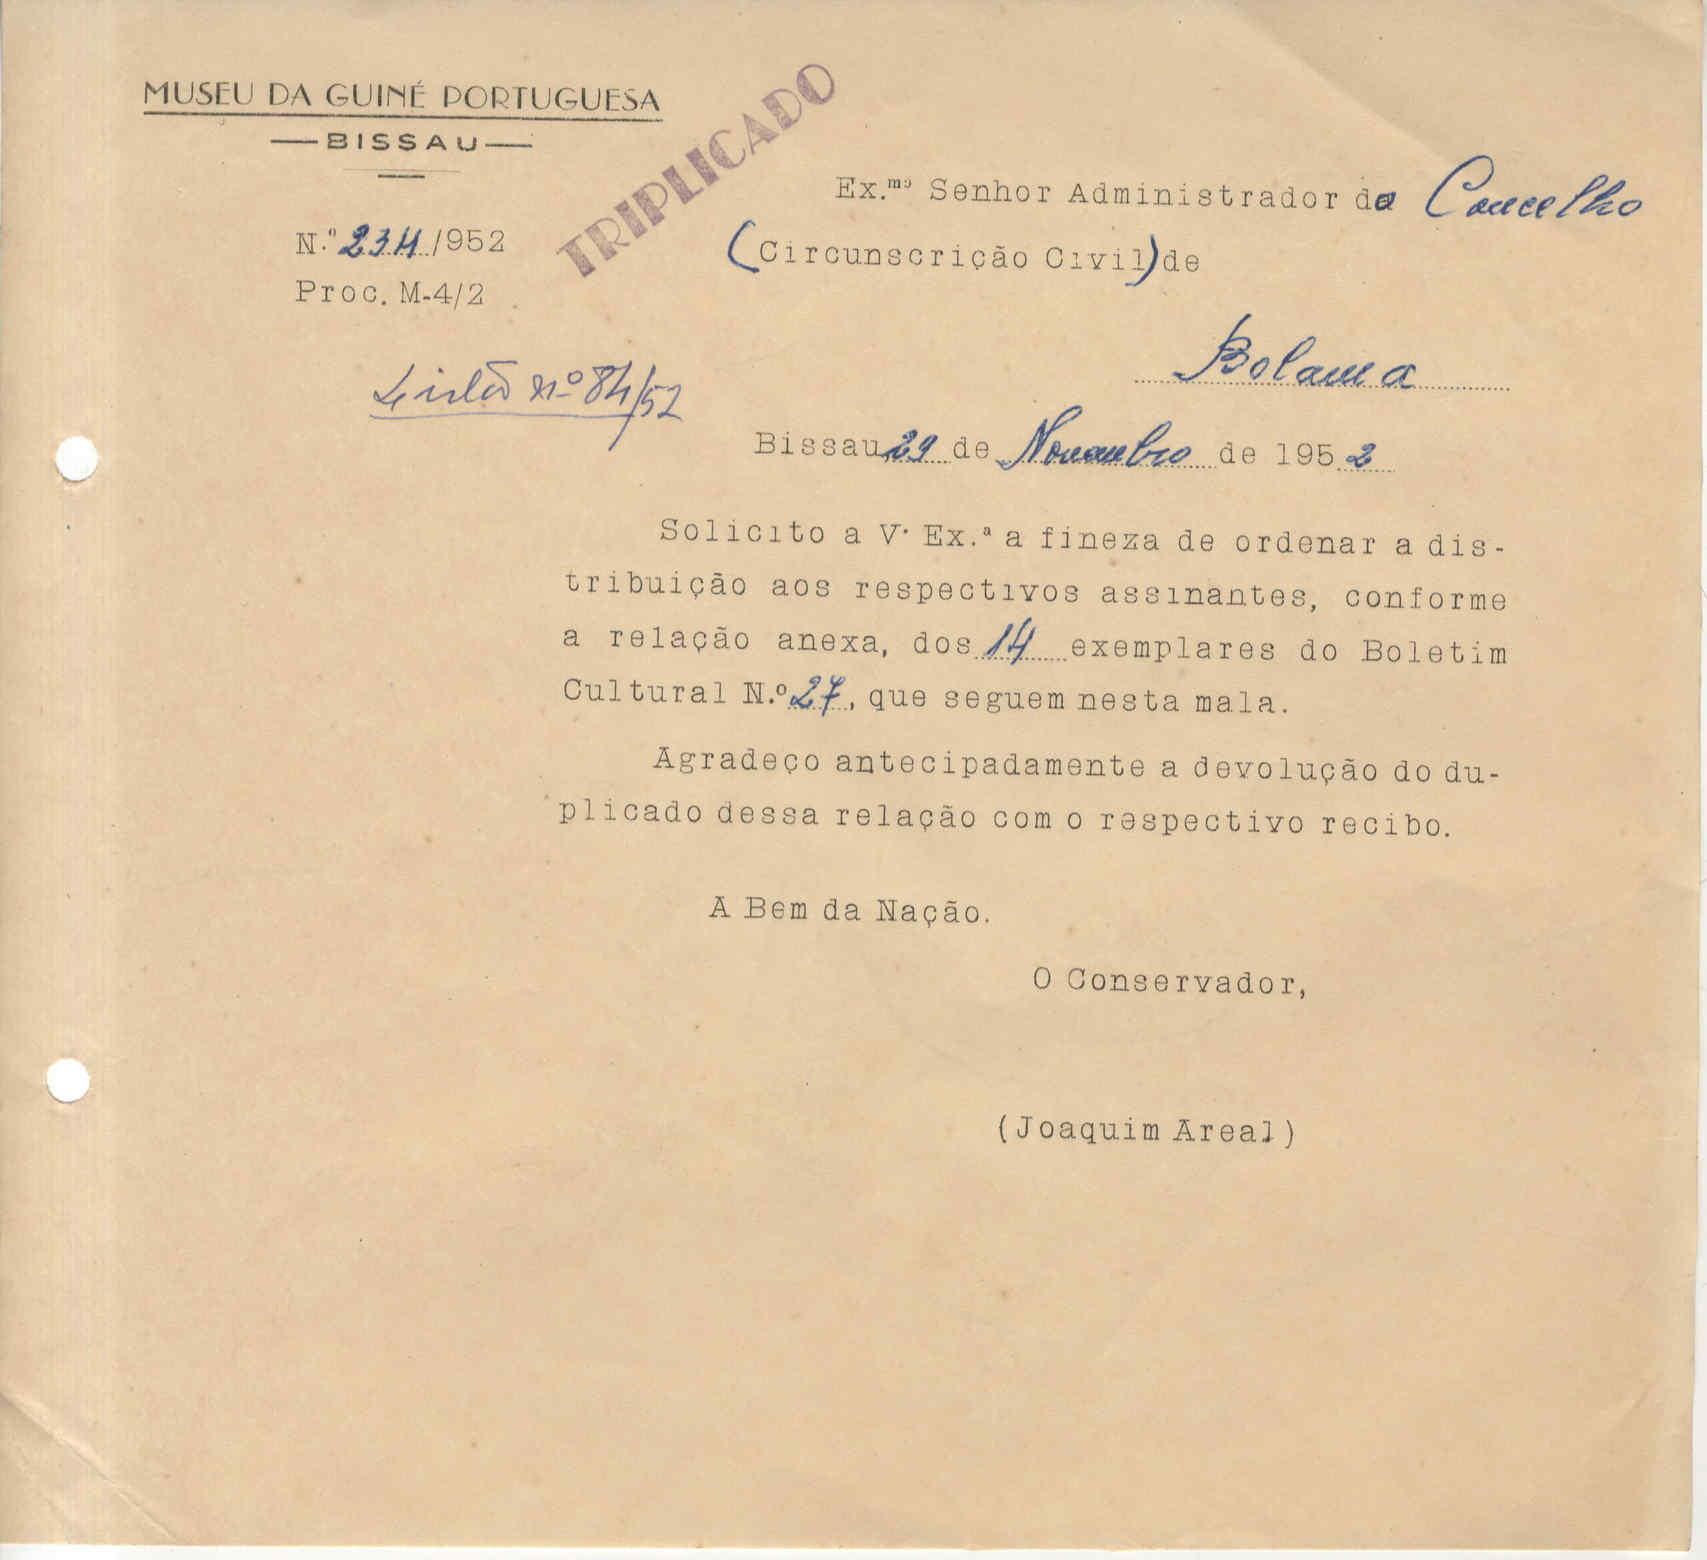 MUSEU DA GUINÉ PORTUGUESA
—BISSAU—
TRIPLICADO
Ex.mo Senhor Administrador do Concelho
(Circunscrição Civil) de
N.º 234/952
Proc. M-4/2
Bolama
nº 84/52
Bissau, 29 de Novembro de 1952
Solicito a V. Ex.ª a fineza de ordenar a dis-
tribuição aos respectivos assinantes, conforme
a relação anexa, dos 14 exemplares do Boletim
Cultural N.º 27, que seguem nesta mala.
Agradeço antecipadamente a devolução do du-
plicado dessa relação com o respectivo recibo.
A Bem da Nação.
O Conservador,
(Joaquim Areal)